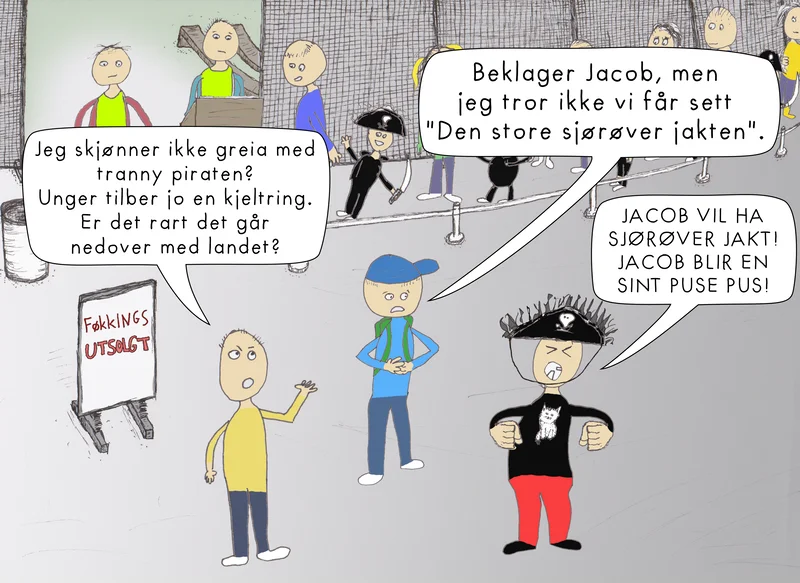 Beklager Jacob, men
jeg tror ikke vi får sett
"Den store sjørøver jakten".
Jeg skjønner ikke greia med
tranny piraten?
Unger tilber jo en kjeltring.
Er det rart det går
nedover med landet?
JACOB VIL HA
SJØRØVER JAKT!
JACOB BLIR EN
SINT PUSE PUS!
FØKKINGS
UTSOLGT